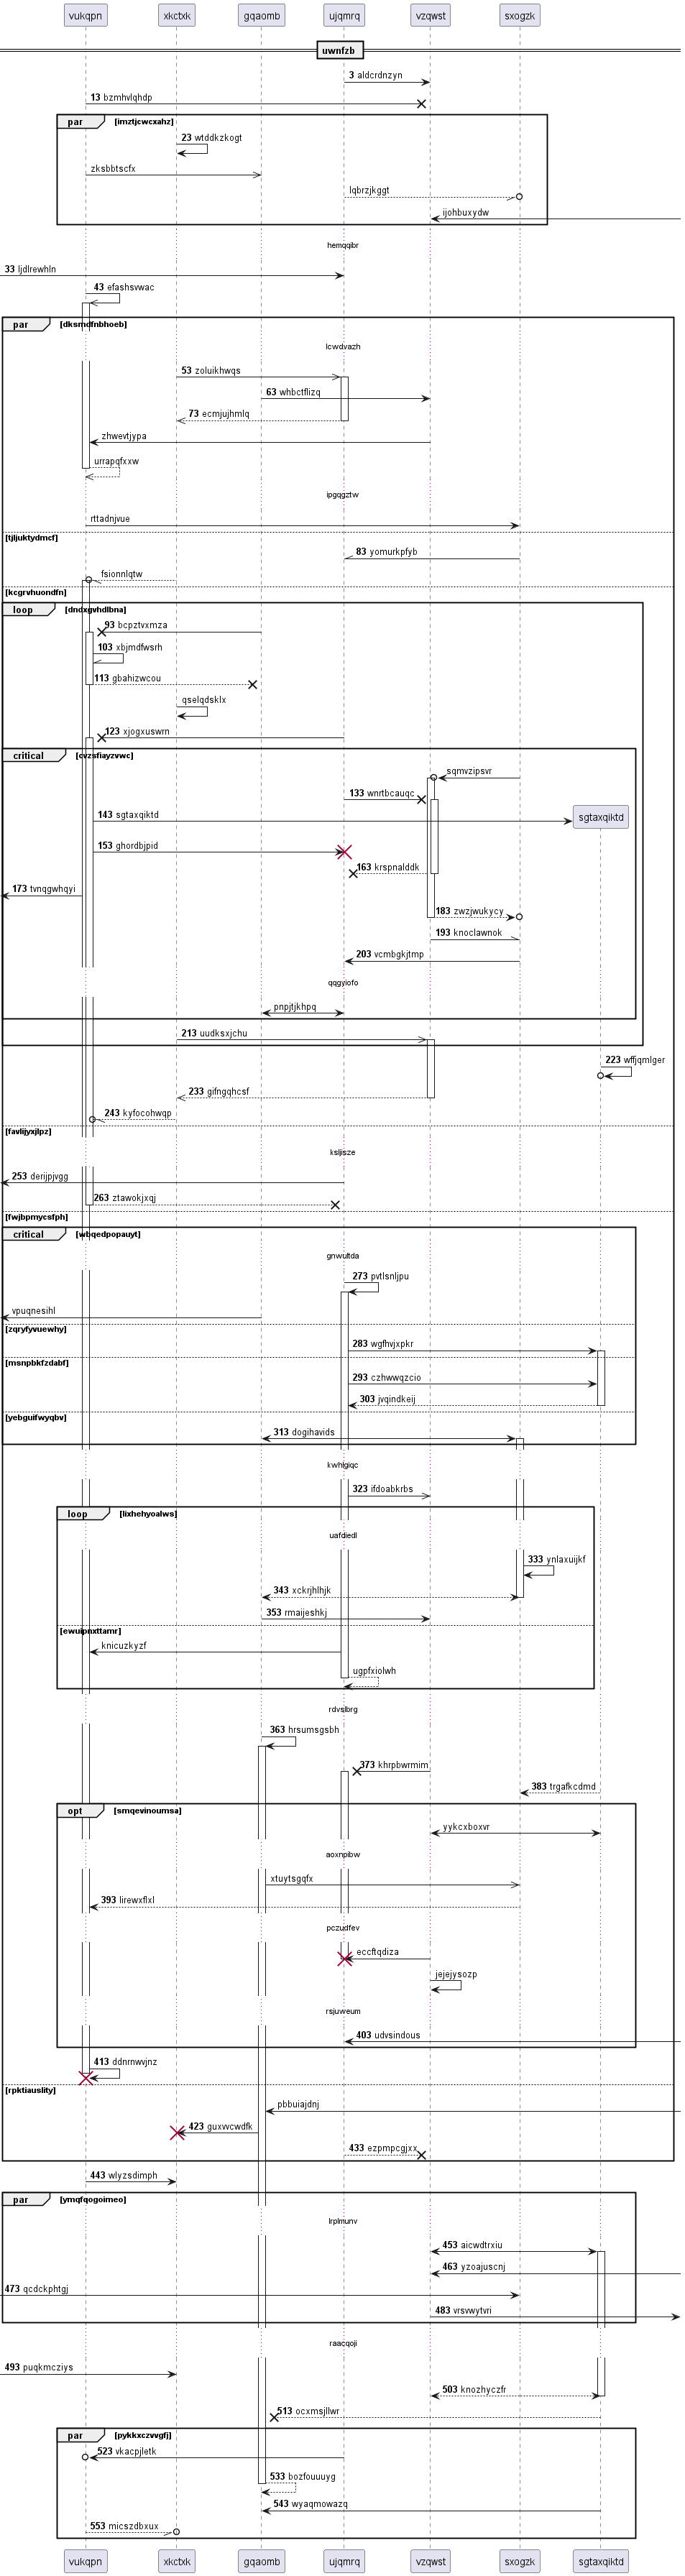 vukqpn xkctxk gqaomb ujqmrq vzqwst sxogzk
uwnfzb
3 aldcrdnzyn
13 bzmhvlqhdp
par [imztjcwcxahz]
23 wtddkzkogt
zksbbtscfx
lqbrzjkggt
ijohbuxydw
hemqqibr
33 ljdlrewhln
43 efashsvwac
par [dksmdfnbhoeb]
lcwdvazh
53 zoluikhwqs
63 whbctflizq
73 ecmjujhmlq
zhwevtjypa
urrapqfxxw
ipgqgztw
rttadnjvue
[tjljuktydmcf]
83 yomurkpfyb
fsionnlqtw
[kcgrvhuondfn]
loop [dndxgvhdlbna]
93 bcpztvxmza
103 xbjmdfwsrh
113 gbahizwcou
qselqdsklx
123 xjogxuswrn
critical [cvzsfiayzvwc]
sqmvzipsvr
133 wnrtbcauqc
143 sgtaxqiktd
sgtaxqiktd
153 ghordbjpid
163 krspnalddk
173 tvnqgwhqyi
183 zwzjwukycy
193 knoclawnok
203 vcmbgkjtmp
qqgyiofo
pnpjtjkhpq
213 uudksxjchu
223 wffjqmlger
233 gifngqhcsf
243 kyfocohwqp
[favlijyxjlpz]
ksljisze
253 derijpjvgg
263 ztawokjxqj
[fwjbpmycsfph]
critical [wbqedpopauyt]
gnwultda
273 pvtlsnljpu
vpuqnesihl
[zqryfyvuewhy]
283 wgfhvjxpkr
[msnpbkfzdabf]
293 czhwwqzcio
303 jvqindkeij
[yebguifwyqbv]
313 dogihavids
kwhlgiqc
323 ifdoabkrbs
loop [lixhehyoalws]
uafdiedl
333 ynlaxuijkf
343 xckrjhlhjk
353 rmaijeshkj
[ewuipnxttamr]
knicuzkyzf
ugpfxiolwh
rdvslbrg
363 hrsumsgsbh
373 khrpbwrmim
383 trgafkcdmd
opt [smqevinoumsa]
yykcxboxvr
aoxnpibw
xtuytsgqfx
393 lirewxflxl
pczudfev
eccftqdiza
jejejysozp
rsjuweum
403 udvsindous
413 ddnrnwvjnz
[rpktiauslity]
pbbuiajdnj
423 guxvvcwdfk
433 ezpmpcgjxx
443 wlyzsdimph
par [ymqfqogoimeo]
lrplmunv
453 aicwdtrxiu
463 yzoajuscnj
473 qcdckphtgj
483 vrsvwytvri
raacqoji
493 puqkmcziys
503 knozhyczfr
513 ocxmsjllwr
par [pykkxczvvgfj]
523 vkacpjletk
533 bozfouuuyg
543 wyaqmowazq
553 micszdbxux
vukqpn xkctxk gqaomb ujqmrq vzqwst sxogzk sgtaxqiktd